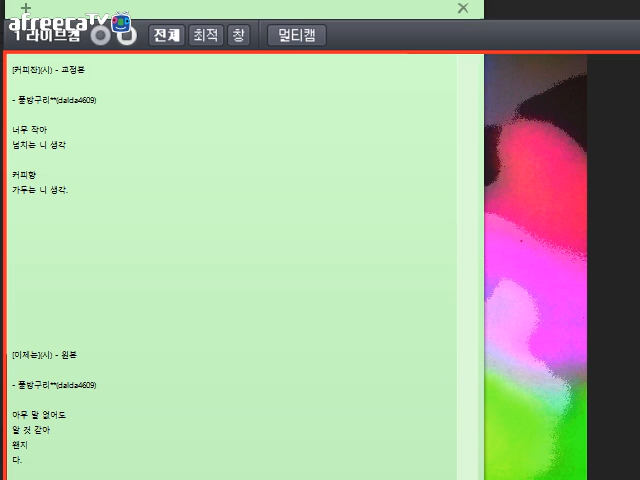 afreecaTV
1 라이브캠
전체 최적 창 멀티캠
[커피잔](시) - 교정본
- 풍방구리**(dalda4609)
너무 작아
넘치는 니 생각
커피향
가두는 니 생각.
[이제는](시) - 원본
- 풍방구리**(dalda4609)
아무 말 없어도
알 것 같아
왠지
다.